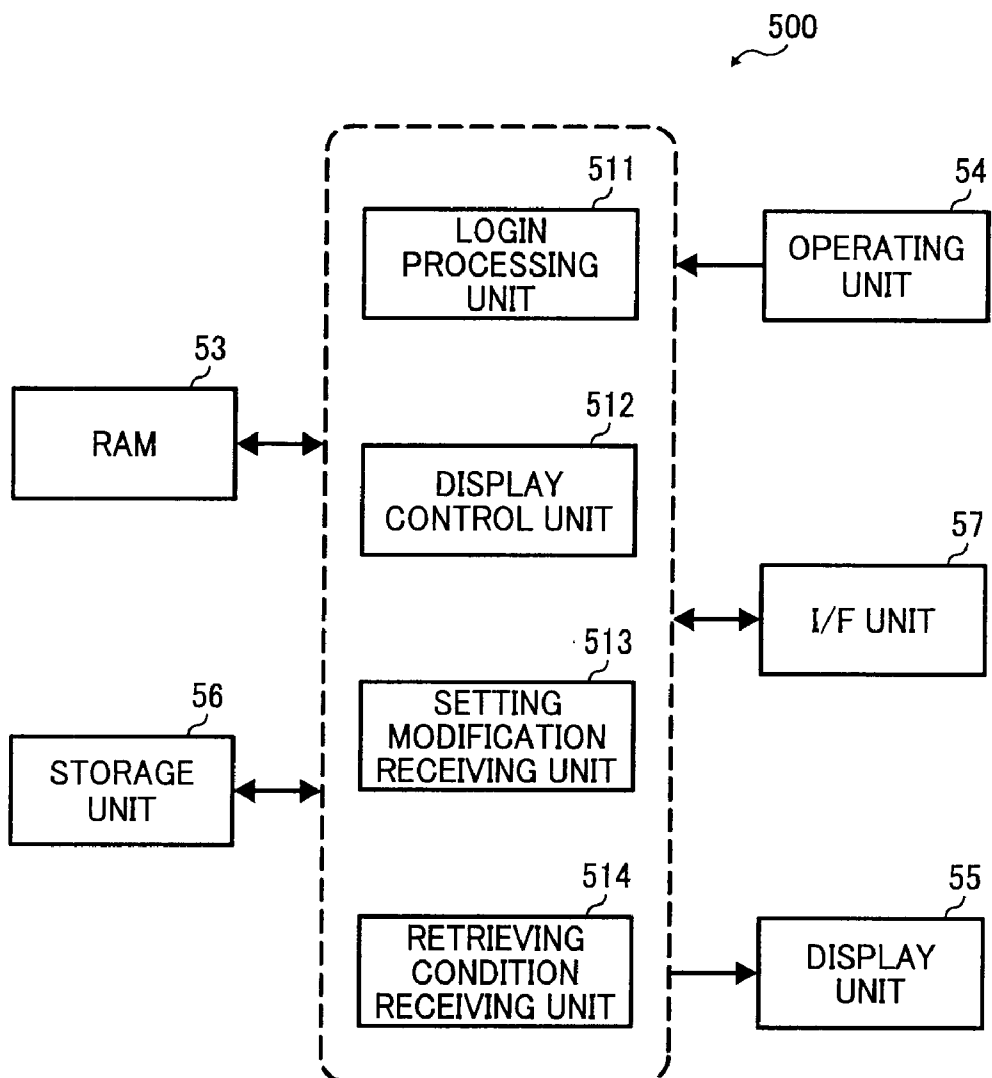 500
511
LOGIN
PROCESSING
UNIT
54
OPERATING
UNIT
53
RAM
512
DISPLAY
CONTROL UNIT
57
I/F UNIT
513
SETTING
MODIFICATION
RECEIVING UNIT
56
STORAGE
UNIT
514
RETRIEVING
CONDITION
RECEIVING UNIT
55
DISPLAY
UNIT